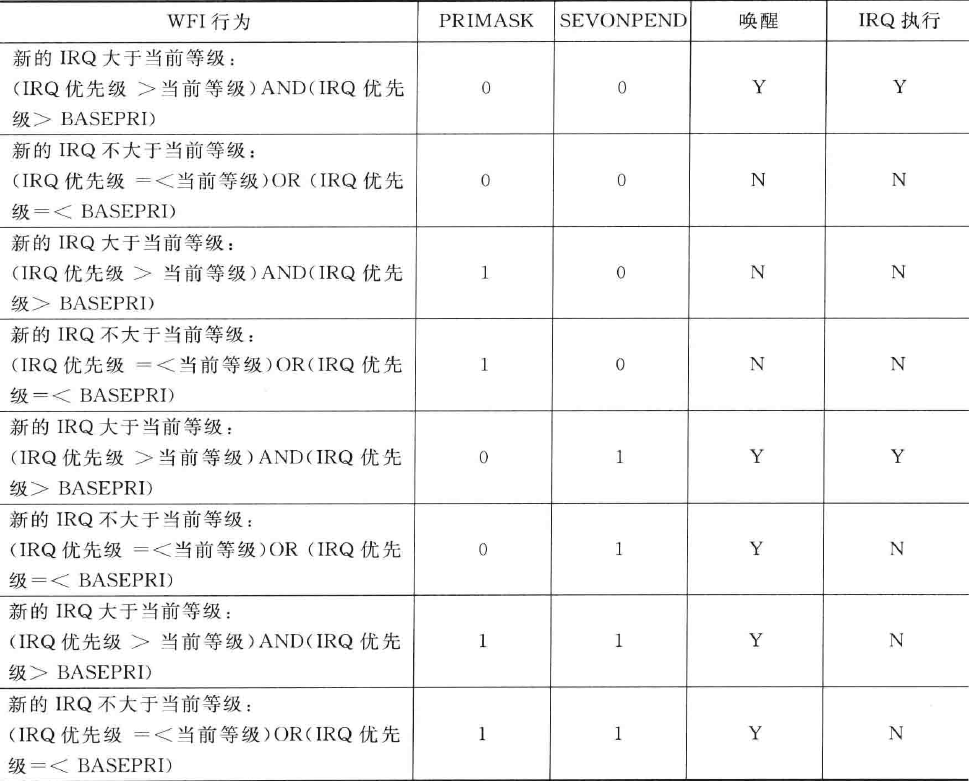 WFI 行为 PRIMASK SEVONPEND 唤醒 IRQ 执行
新的 IRQ 大于当前等级:
(IRQ 优先级 >当前等级)AND(IRQ 优先 0 0 Y Y
级> BASEPRI)
新的 IRQ 不大于当前等级:
(IRQ 优先级 =<当前等级)OR (IRQ 优先 0 0 N N
级=< BASEPRI)
新的 IRQ 大于当前等级:
(IRQ 优先级 > 当前等级)AND(IRQ 优先 1 0 N N
级> BASEPRI)
新的 IRQ 不大于当前等级:
(IRQ 优先级 =<当前等级)OR(IRQ 优先 1 0 N N
级=< BASEPRI)
新的 IRQ 大于当前等级:
(IRQ 优先级 >当前等级)AND(IRQ 优先 0 1 Y Y
级> BASEPRI)
新的 IRQ 不大于当前等级:
(IRQ 优先级 =<当前等级)OR (IRQ 优先 0 1 Y N
级=< BASEPRI)
新的 IRQ 大于当前等级:
(IRQ 优先级 > 当前等级)AND(IRQ 优先 1 1 Y N
级> BASEPRI)
新的 IRQ 不大于当前等级:
(IRQ 优先级 =<当前等级)OR(IRQ 优先 1 1 Y N
级=< BASEPRI)